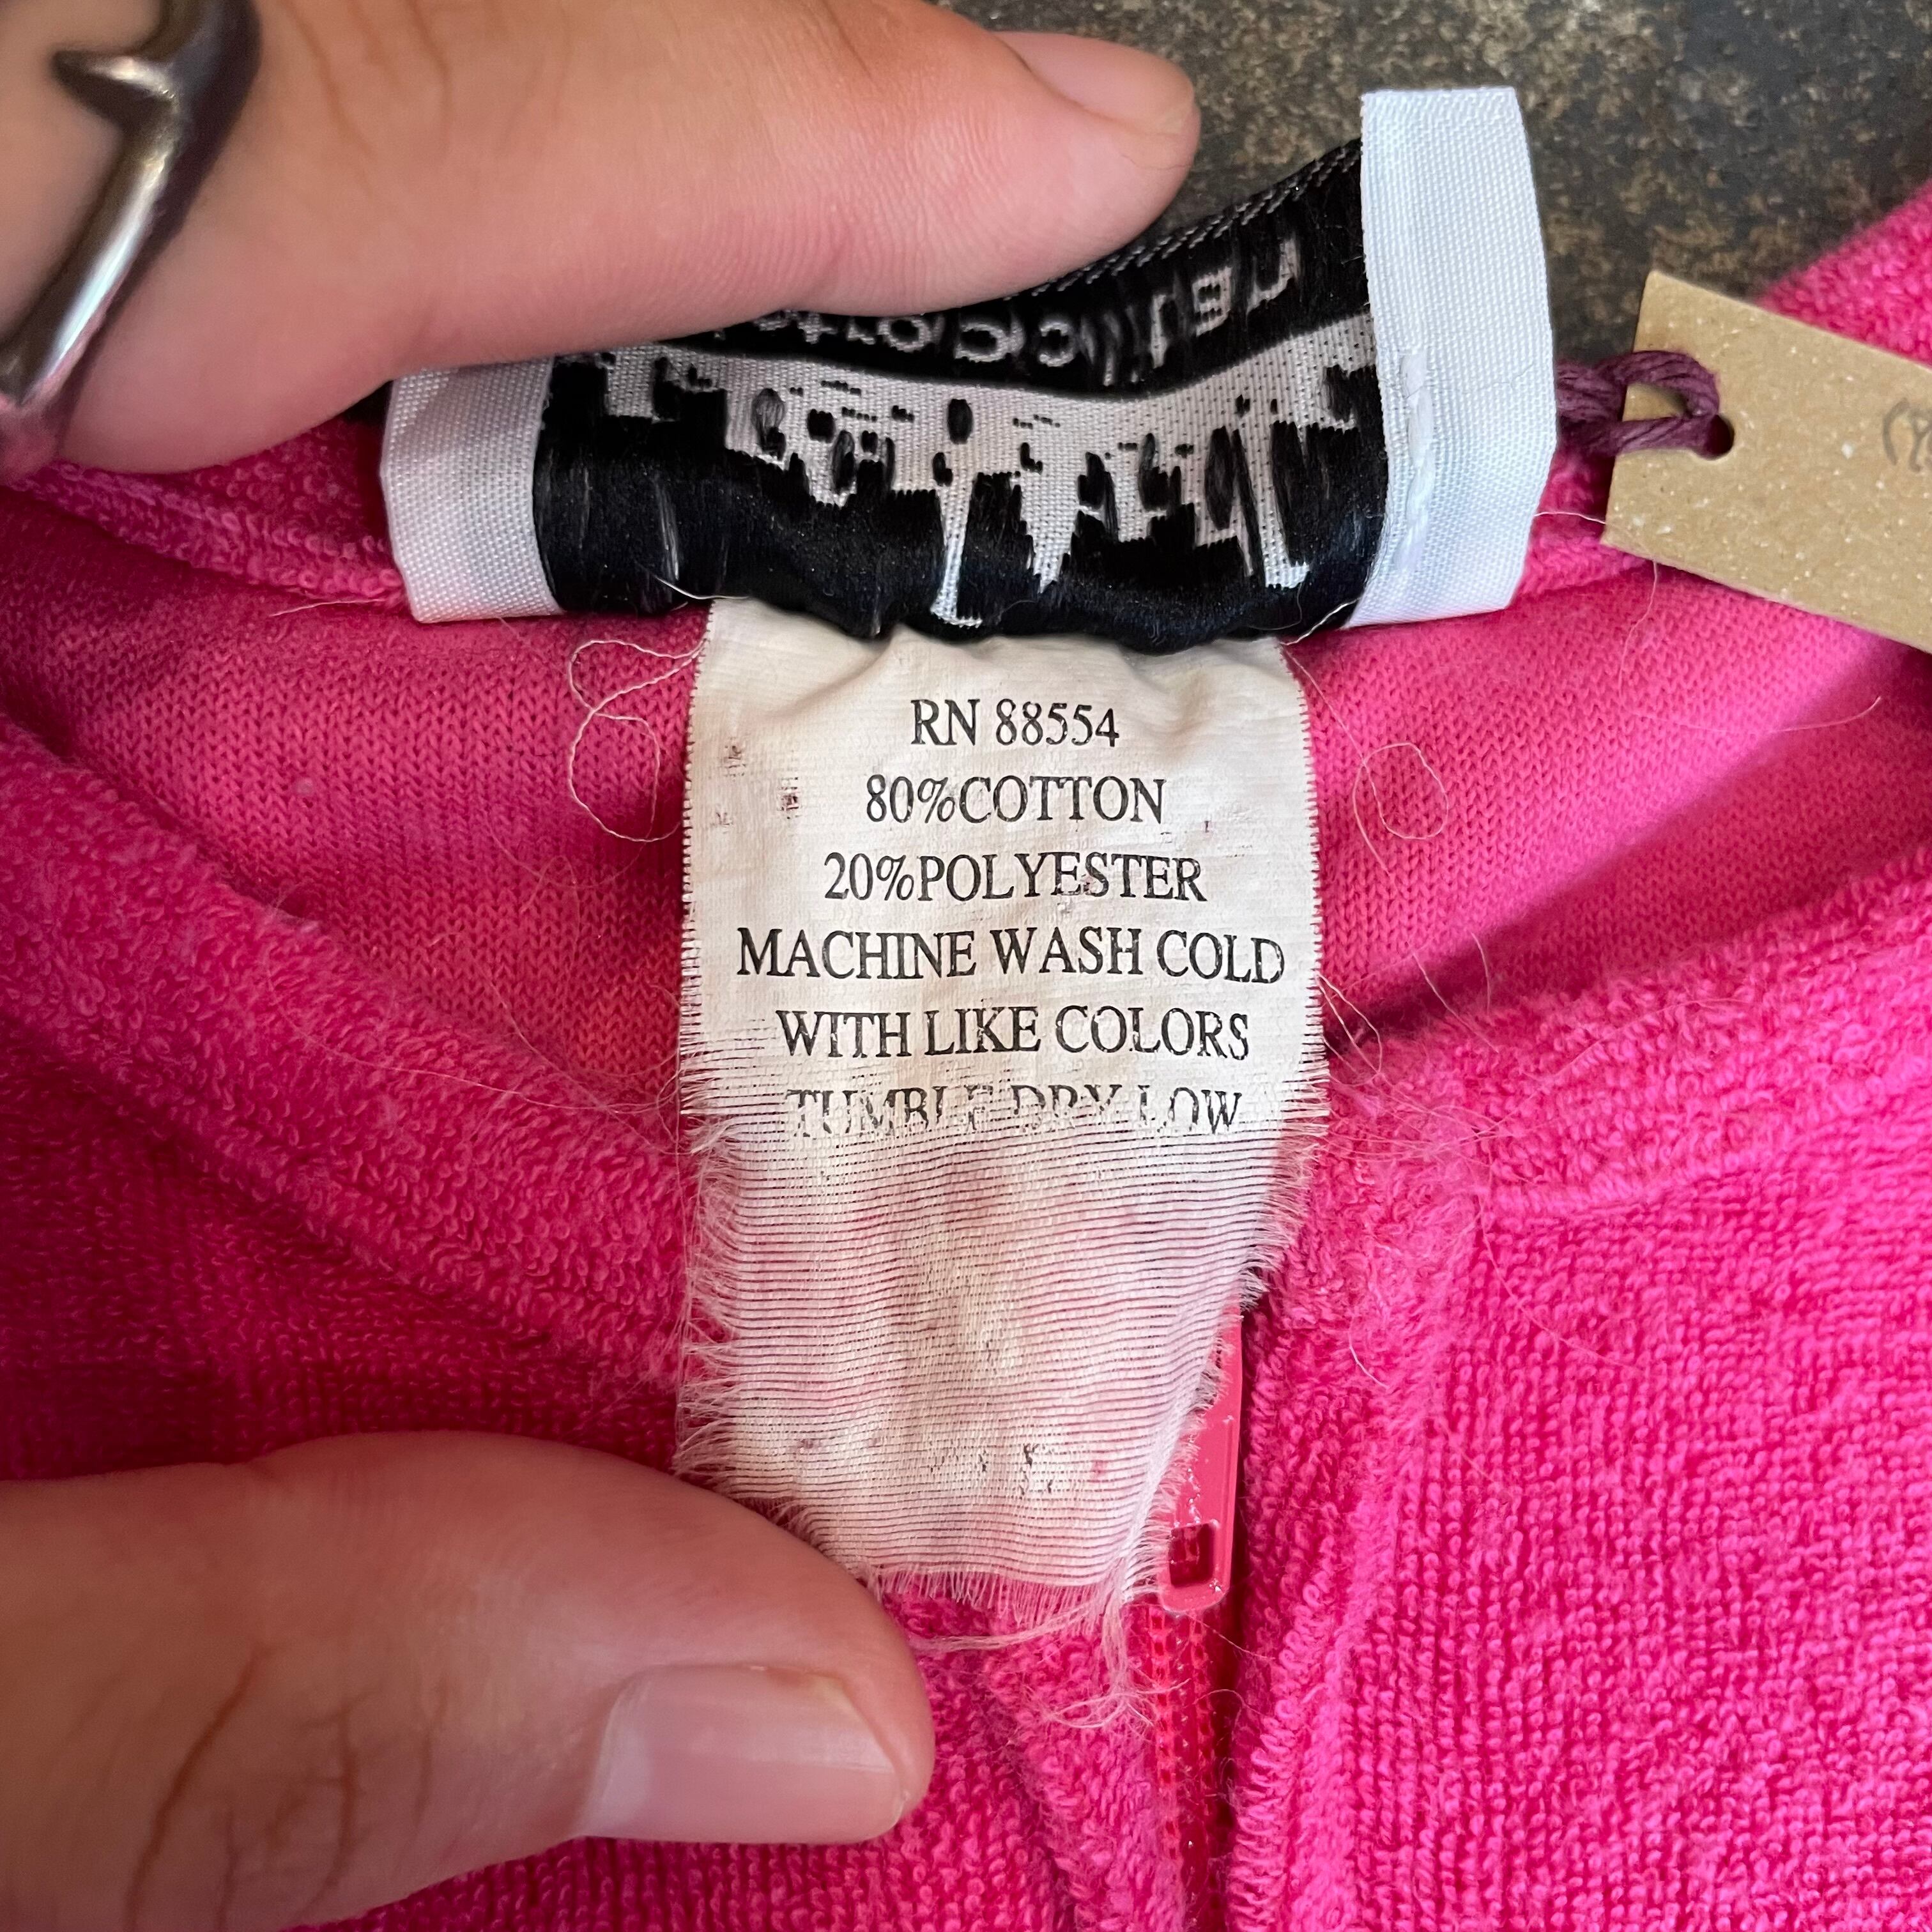 RN 88554
80%COTTON
20%POLYESTER
MACHINE WASH COLD
WITH LIKE COLORS
TUMBLE DRY LOW